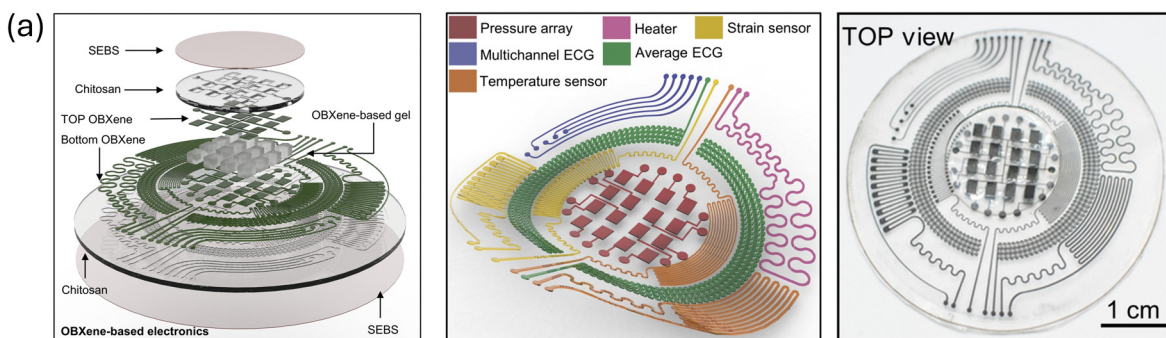 (a)
SEBS
Chitosan
TOP OBXene
OBXene-based gel
Bottom OBXene
Chitosan
SEBS
OBXene-based electronics
Pressure array
Heater
Strain sensor
Multichannel ECG
Average ECG
Temperature sensor
TOP view
1 cm